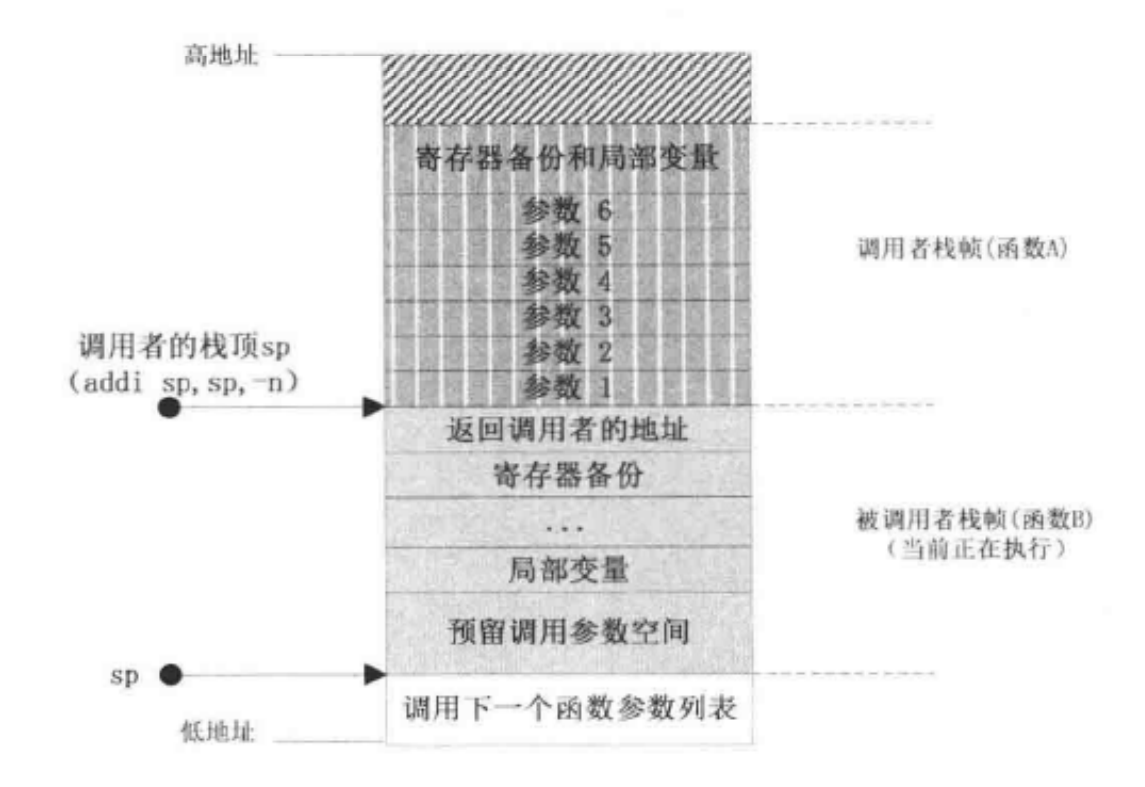 高地址
寄存器备份和局部变量
参数 6
参数 5
调用者栈帧(函数A)
参数 4
参数 3
调用者的栈顶sp
参数 2
(addi sp,sp,-n)
参数 1
返回调用者的地址
寄存器备份
...
被调用者栈帧(函数B)
(当前正在执行)
局部变量
预留调用参数空间
sp
调用下一个函数参数列表
低地址